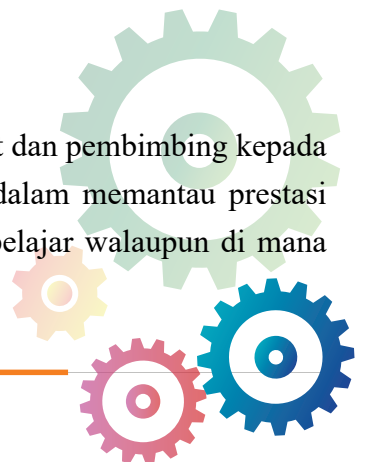 dan pembimbing kepada
dalam memantau prestasi
belajar walaupun di mana